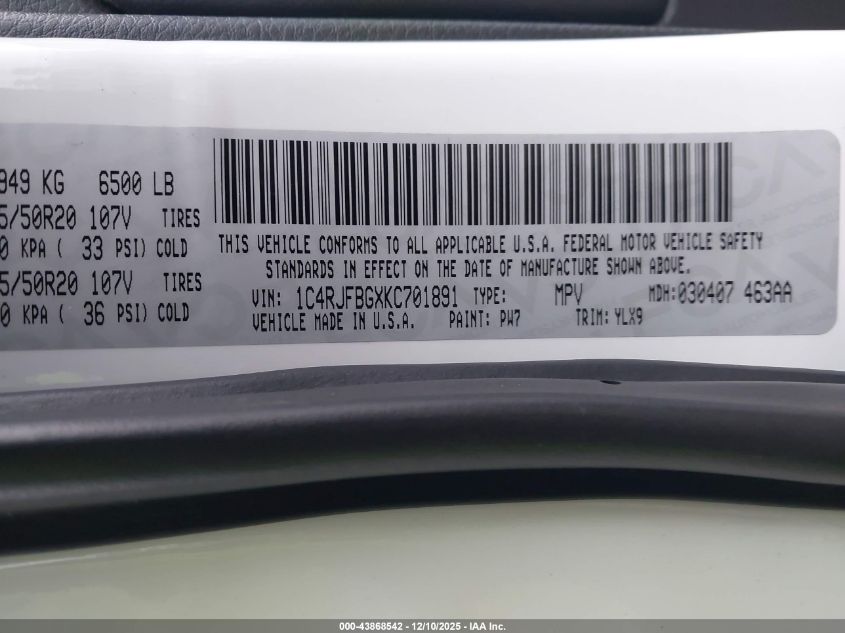 949 KG 6500 LB
5/50R20 107V TIRES
0 KPA ( 33 PSI) COLD
5/50R20 107V TIRES
0 KPA ( 36 PSI) COLD
THIS VEHICLE CONFORMS TO ALL APPLICABLE U.S.A. FEDERAL MOTOR VEHICLE SAFETY
STANDARDS IN EFFECT ON THE DATE OF MANUFACTURE SHOWN ABOVE.
VIN: 1C4RJFBGXKC701891 TYPE: MPV MDH:030407 463AA
VEHICLE MADE IN U.S.A. PAINT: PW7 TRIM: YLX9
000-43868542 - 12/10/2025 - IAA Inc.